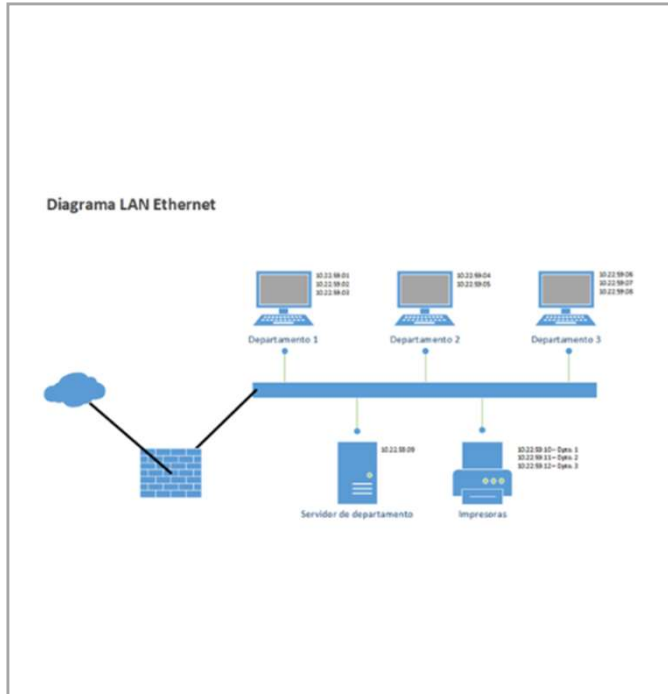 Diagrama LAN Ethernet
10.22.59.01
10.22.59.02
10.22.59.03
Departamento 1
10.22.59.04
10.22.59.05
Departamento 2
10.22.59.06
10.22.59.07
10.22.59.08
Departamento 3
10.22.59.09
Servidor de departamento
10.22.59.10 – Dpto. 1
10.22.59.11 – Dpto. 2
10.22.59.12 – Dpto. 3
Impresoras